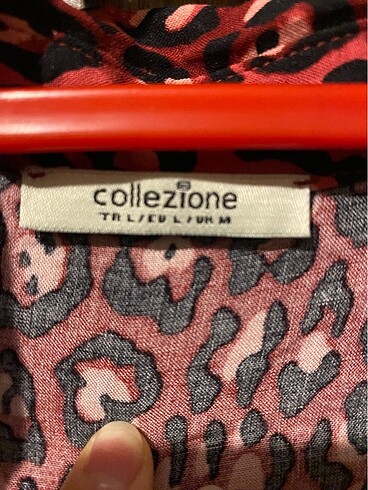 collezione
TR L / EU L / UK M